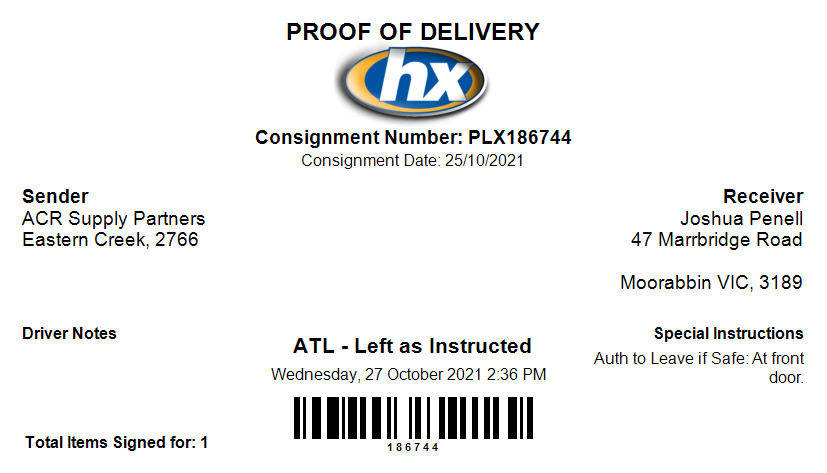 PROOF OF DELIVERY
hx
Consignment Number: PLX186744
Consignment Date: 25/10/2021
Sender
ACR Supply Partners
Eastern Creek, 2766
Receiver
Joshua Penell
47 Marrbridge Road
Moorabbin VIC, 3189
Driver Notes
ATL - Left as Instructed
Wednesday, 27 October 2021 2:36 PM
Special Instructions
Auth to Leave if Safe: At front
door.
186744
Total Items Signed for: 1